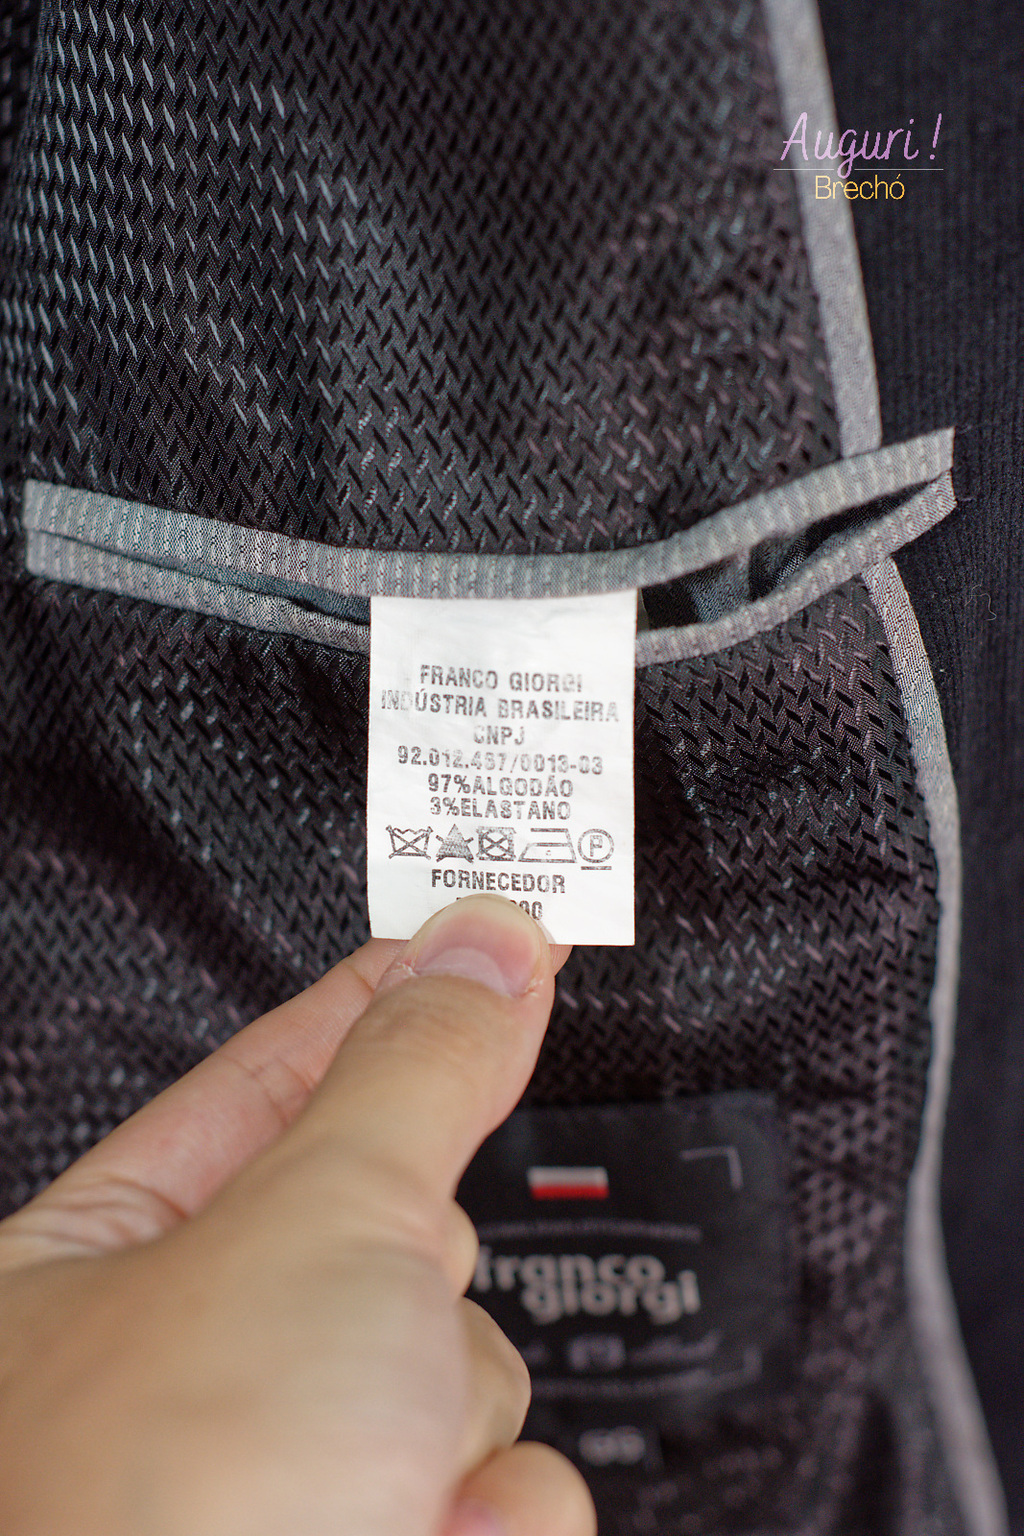 Auguri!
Brechó
FRANCO GIORGI
INDÚSTRIA BRASILEIRA
CNPJ
92.012.467/0013-03
97%ALGODÃO
3%ELASTANO
P
FORNECEDOR
franco
giorgi
GG